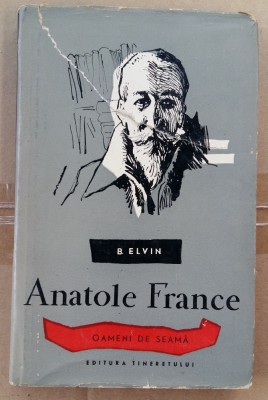 B. ELVIN
Anatole France
OAMENI DE SEAMĂ
EDITURA TINERETULUI